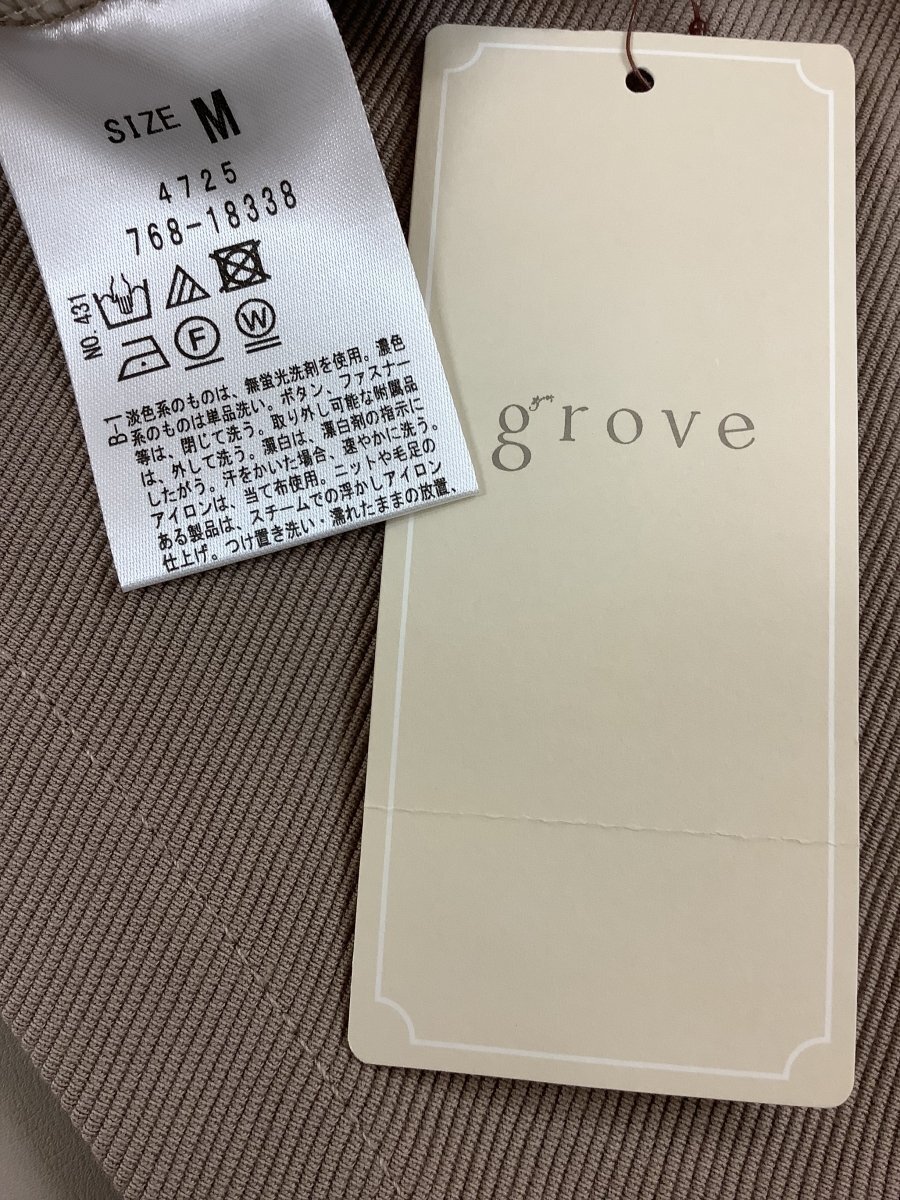 SIZE M
4725
768-18338
NO. 431
F
W
B-1 淡色系のものは、無蛍光洗剤を使用。濃色
系のものは単品洗い。ボタン、ファスナー
等は、閉じて洗う。取り外し可能な附属品
は、外して洗う。漂白は、漂白剤の指示に
したがう。汗をかいた場合、速やかに洗う。
アイロンは、当て布使用。ニットや毛足の
ある製品は、スチームでの浮かしアイロン
仕上げ。つけ置き洗い・濡れたままの放置、
grove